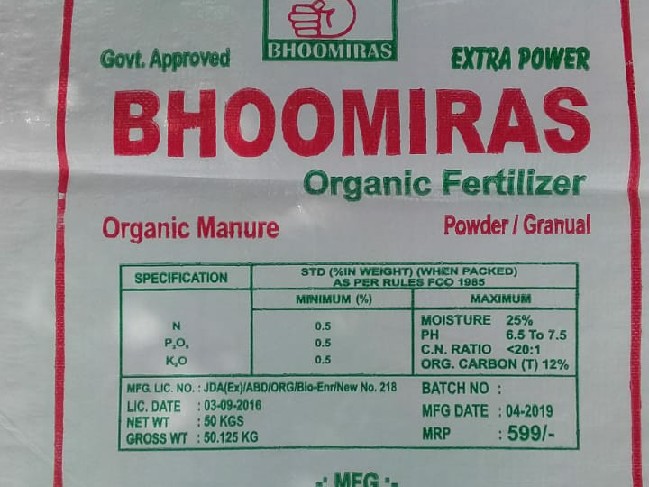 BHOOMIRAS
Govt. Approved
EXTRA POWER
BHOOMIRAS
Organic Fertilizer
Organic Manure
Powder / Granual
SPECIFICATION
STD (%IN WEIGHT) (WHEN PACKED)
AS PER RULES FCO 1985
MINIMUM (%)
MAXIMUM
N 0.5
P₂O₅ 0.5
K₂O 0.5
MOISTURE 25%
PH 6.5 To 7.5
C.N. RATIO <20:1
ORG. CARBON (T) 12%
MFG. LIC. NO. : JDA(Ex)/ABD/ORG/Bio-Enr/New No. 218
LIC. DATE : 03-09-2016
NET WT : 50 KGS
GROSS WT : 50.125 KG
BATCH NO :
MFG DATE : 04-2019
MRP : 599/-
-: MFG :-